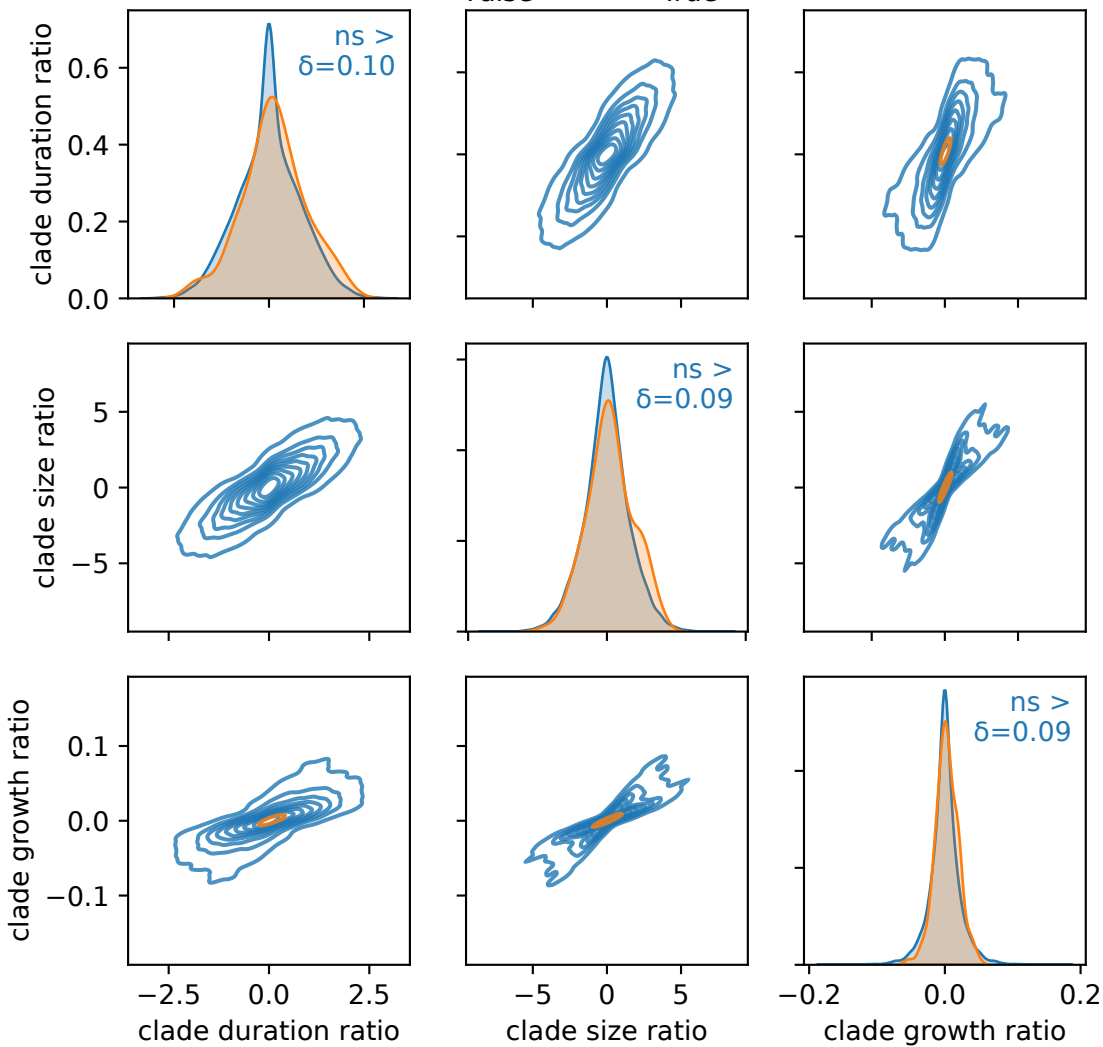 clade duration ratio
0.6
0.4
0.2
0.0
ns >
δ=0.10
clade size ratio
5
0
−5
ns >
δ=0.09
clade growth ratio
0.1
0.0
−0.1
ns >
δ=0.09
−2.5 0.0 2.5
−5 0 5
−0.2 0.0 0.2
clade duration ratio
clade size ratio
clade growth ratio